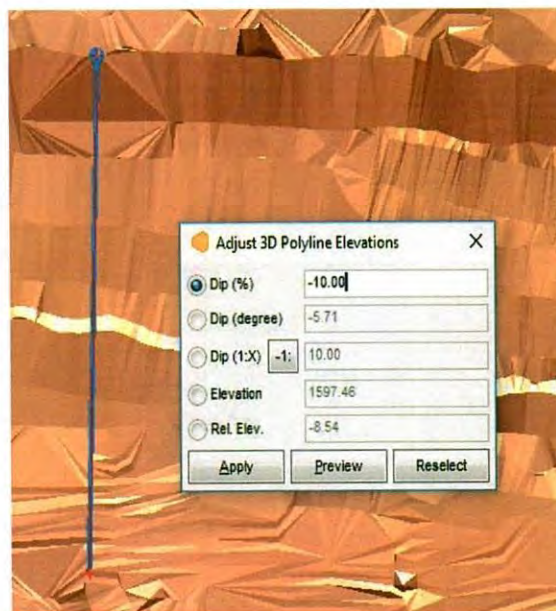 Adjust 3D Polyline Elevations X
Dip (%) -10.00
Dip (degree) -5.71
Dip (1:X) -1: 10.00
Elevation 1597.46
Rel. Elev. -8.54
Apply Preview Reselect